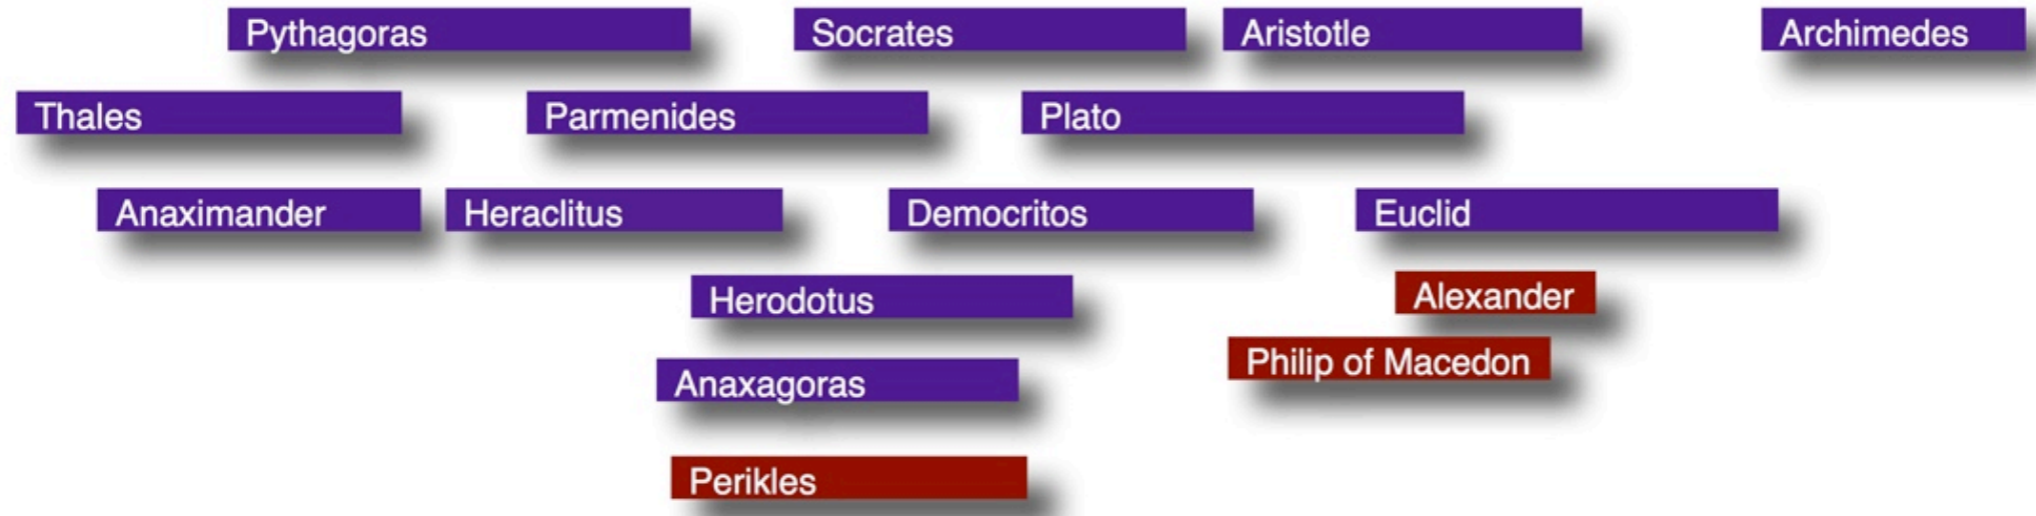 Pythagoras Socrates Aristotle Archimedes
Thales Parmenides Plato
Anaximander Heraclitus Democritos Euclid
Herodotus Alexander
Philip of Macedon
Anaxagoras
Perikles